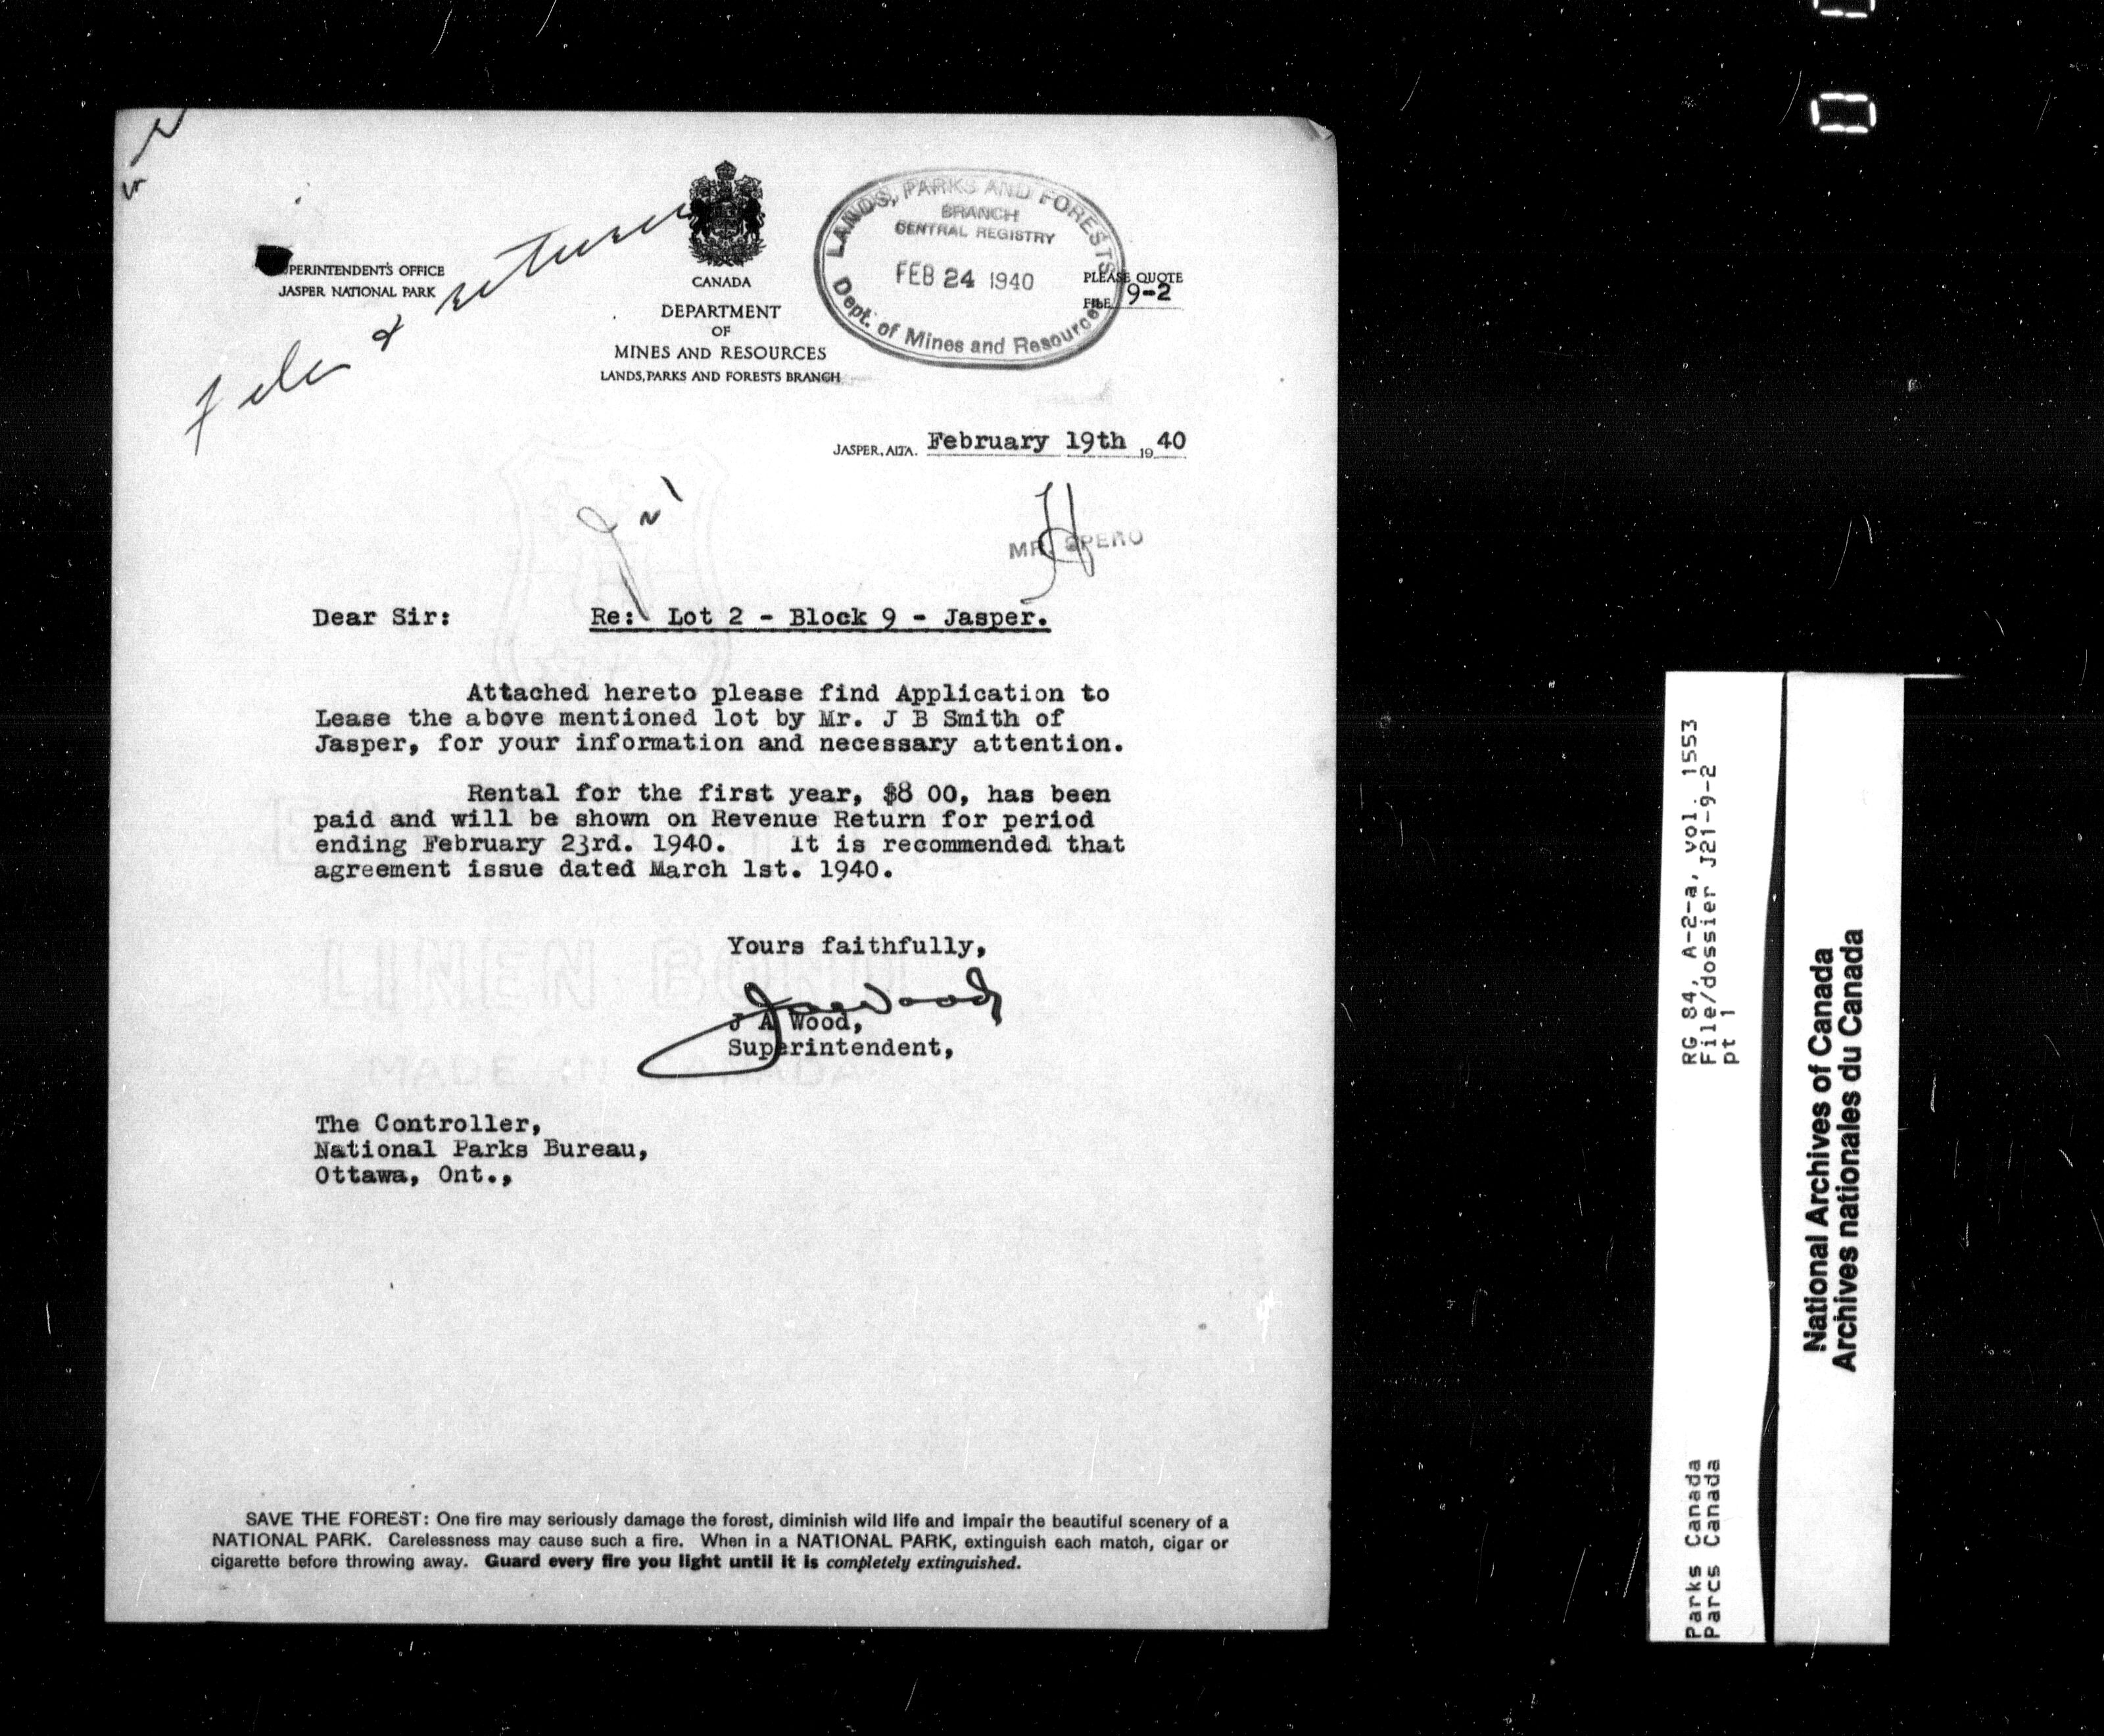 SUPERINTENDENT'S OFFICE
JASPER NATIONAL PARK
file & return
CANADA
DEPARTMENT
OF
MINES AND RESOURCES
LANDS, PARKS AND FORESTS BRANCH
LANDS, PARKS AND FORESTS
BRANCH
CENTRAL REGISTRY
FEB 24 1940
Dept. of Mines and Resources
PLEASE QUOTE
FILE 9-2
JASPER, ALTA. February 19th 1940
MR. SPERO
Dear Sir: Re: Lot 2 - Block 9 - Jasper.
Attached hereto please find Application to
Lease the above mentioned lot by Mr. J B Smith of
Jasper, for your information and necessary attention.
Rental for the first year, $8 00, has been
paid and will be shown on Revenue Return for period
ending February 23rd. 1940. It is recommended that
agreement issue dated March 1st. 1940.
Yours faithfully,
J A Wood,
Superintendent,
The Controller,
National Parks Bureau,
Ottawa, Ont.,
LINEN BOND
MADE IN CANADA
SAVE THE FOREST: One fire may seriously damage the forest, diminish wild life and impair the beautiful scenery of a
NATIONAL PARK. Carelessness may cause such a fire. When in a NATIONAL PARK, extinguish each match, cigar or
cigarette before throwing away. Guard every fire you light until it is completely extinguished.
RG 84, A-2-a, vol. 1553
File/dossier J21-9-2
pt 1
Parks Canada
Parcs Canada
National Archives of Canada
Archives nationales du Canada